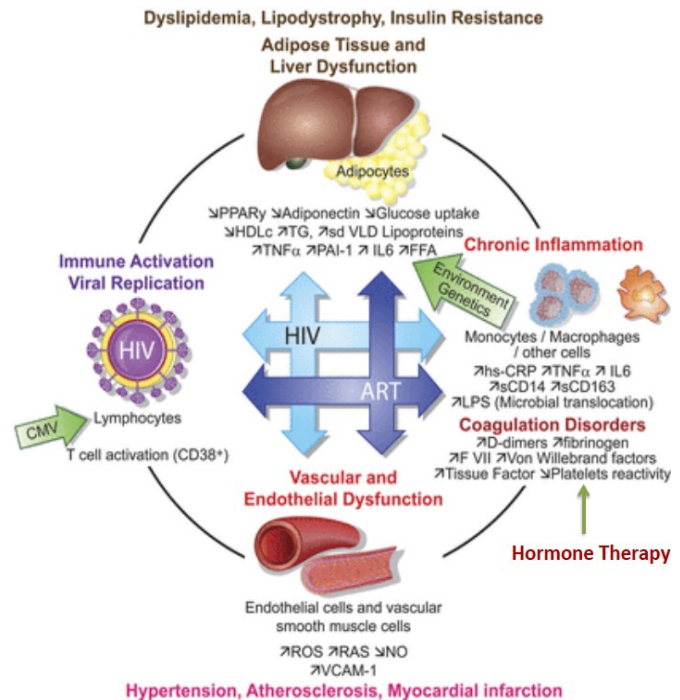 Dyslipidemia, Lipodystrophy, Insulin Resistance
Adipose Tissue and
Liver Dysfunction
Adipocytes
↘PPARy ↘Adiponectin ↘Glucose uptake
↘HDLc ↗TG, ↗sd VLD Lipoproteins
↗TNFα ↗PAI-1 ↗ IL6 ↗FFA
Immune Activation
Viral Replication
HIV
CMV
Lymphocytes
T cell activation (CD38+)
HIV
ART
Environment
Genetics
Chronic Inflammation
Monocytes / Macrophages
/ other cells
↗hs-CRP ↗TNFα ↗ IL6
↗sCD14 ↗sCD163
↗LPS (Microbial translocation)
Coagulation Disorders
↗D-dimers ↗fibrinogen
↗F VII ↗Von Willebrand factors
↗Tissue Factor ↘Platelets reactivity
Hormone Therapy
Vascular and
Endothelial Dysfunction
Endothelial cells and vascular
smooth muscle cells
↗ROS ↗RAS ↘NO
↗VCAM-1
Hypertension, Atherosclerosis, Myocardial infarction